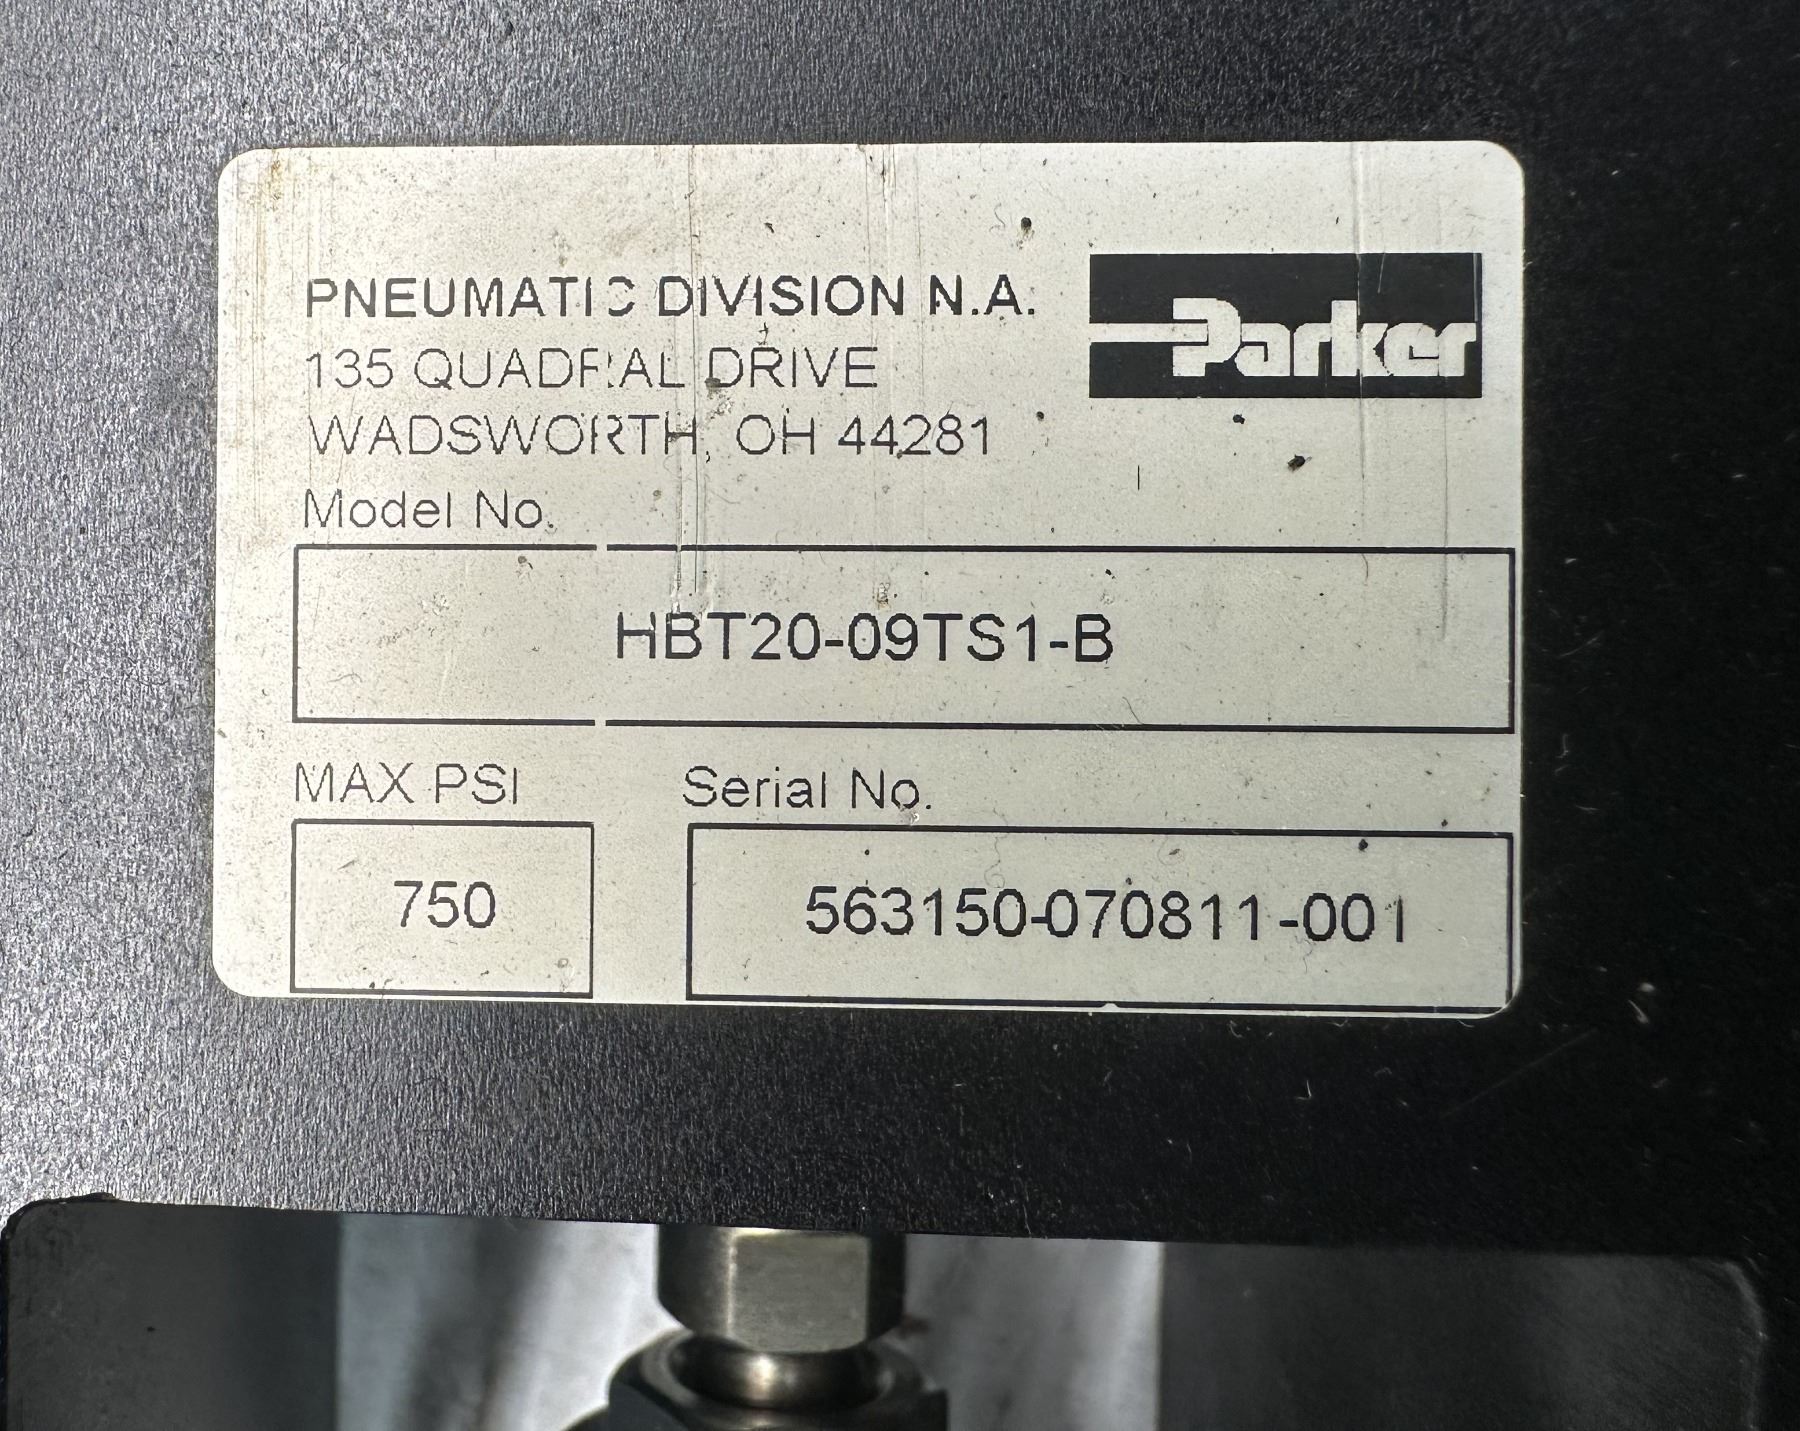 PNEUMATIC DIVISION N.A.
Parker
135 QUADRAL DRIVE
WADSWORTH, OH 44281
Model No.
HBT20-09TS1-B
MAX PSI
Serial No.
750
563150-070811-001